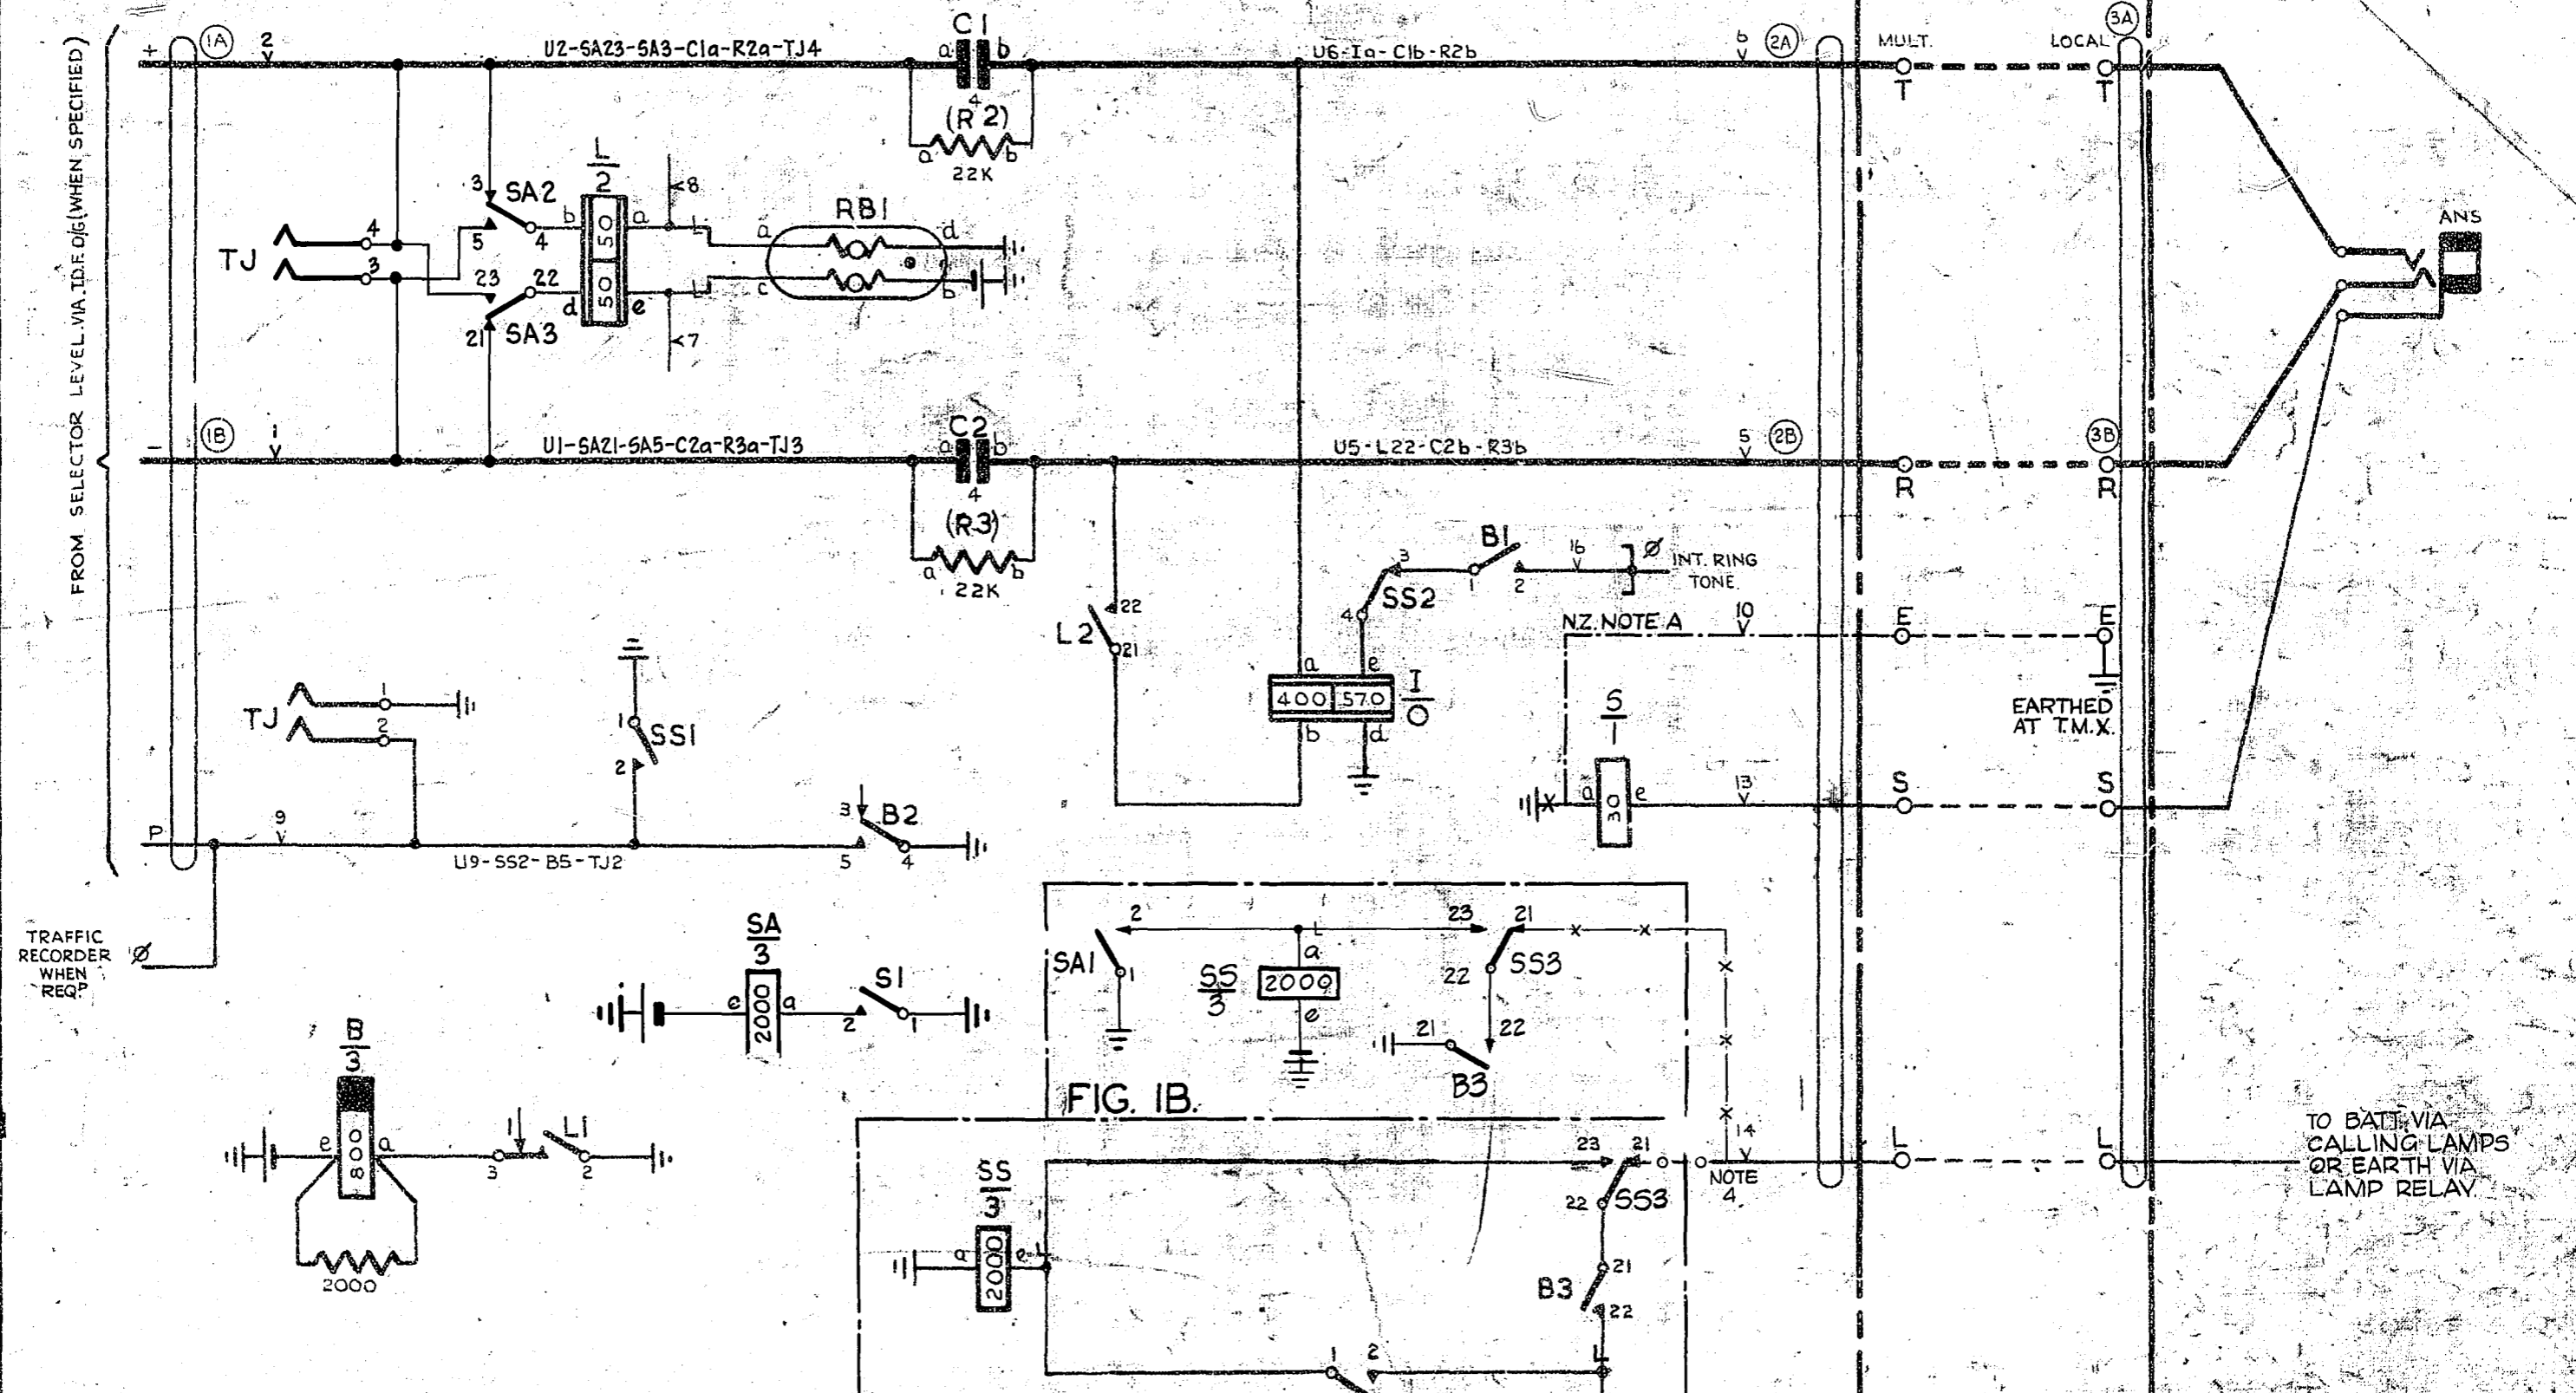 FROM SELECTOR LEVEL VIA I.D.F. O/G (WHEN SPECIFIED)
+
1A
2
U2-SA23-SA3-C1a-R2a-TJ4
C1
a
b
4
(R2)
a
b
22K
U6-Ia-C1b-R2b
6
2A
MULT.
LOCAL
3A
T
T
TJ
4
3
3
SA2
5
4
23
22
21
SA3
L
2
b
a
50
50
d
e
<8
L
L
<7
RB1
a
d
c
b
ANS
-
1B
1
U1-SA21-SA5-C2a-R3a-TJ3
C2
a
b
4
(R3)
a
b
22K
U5-L22-C2b-R3b
5
2B
3B
R
R
L2
22
21
3
SS2
4
B1
1
2
16
Ø
INT. RING
TONE.
N.Z. NOTE A
10
E
E
EARTHED
AT T.M.X.
a
e
400
570
I
O
b
d
S
1
a
30
e
13
S
S
TJ
1
2
1
SS1
2
P
9
U9-SS2-B5-TJ2
3
B2
5
4
TRAFFIC
RECORDER
WHEN
REQD
Ø
SA
3
e
2000
a
S1
2
1
B
3
e
800
a
2000
1
L1
3
2
SA1
2
1
L
a
SS
3
2000
e
23
21
22
SS3
21
22
B3
X
X
X
X
X
FIG. 1B.
SS
3
a
2000
e
L
23
21
22
SS3
B3
21
22
L
1
2
14
NOTE
4
L
L
TO BATT. VIA
CALLING LAMPS
OR EARTH VIA
LAMP RELAY.